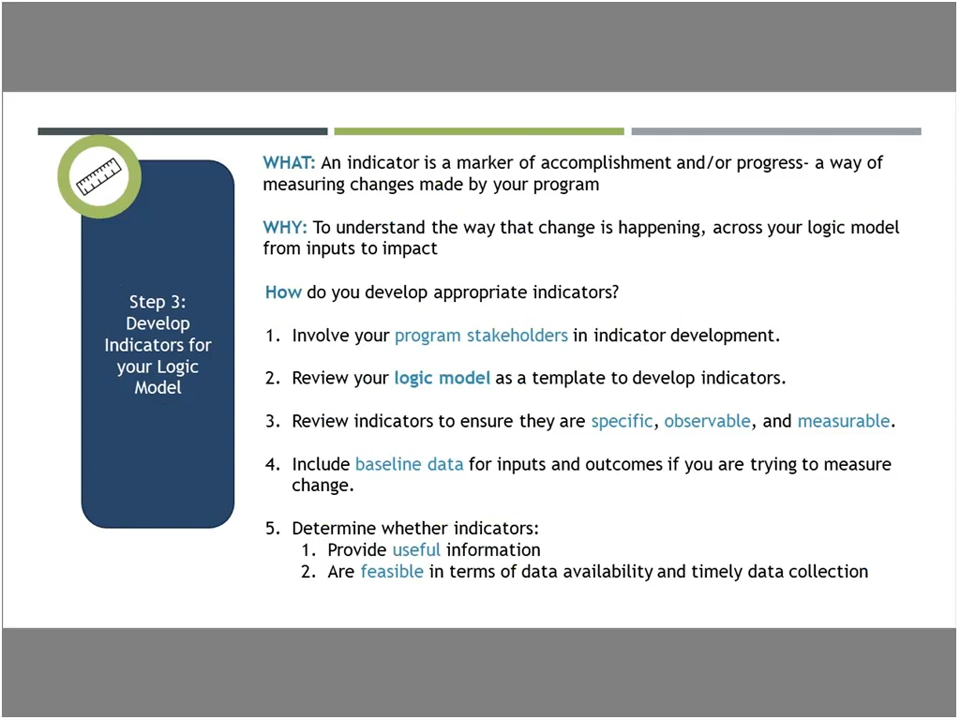 Step 3:
Develop
Indicators for
your Logic
Model
WHAT: An indicator is a marker of accomplishment and/or progress- a way of
measuring changes made by your program
WHY: To understand the way that change is happening, across your logic model
from inputs to impact
How do you develop appropriate indicators?
1. Involve your program stakeholders in indicator development.
2. Review your logic model as a template to develop indicators.
3. Review indicators to ensure they are specific, observable, and measurable.
4. Include baseline data for inputs and outcomes if you are trying to measure
change.
5. Determine whether indicators:
1. Provide useful information
2. Are feasible in terms of data availability and timely data collection